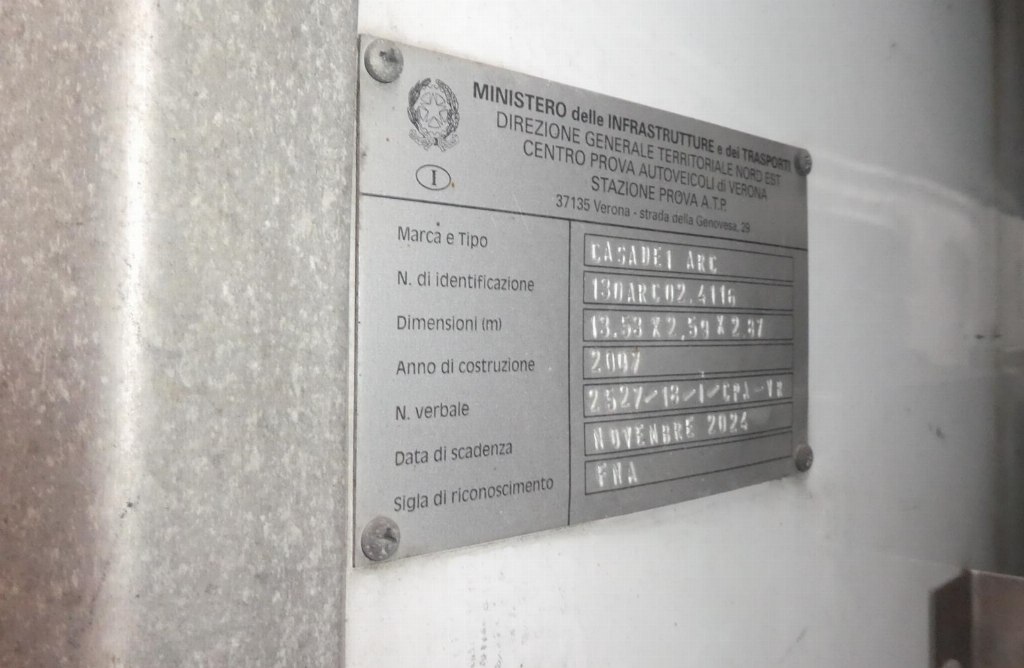 MINISTERO delle INFRASTRUTTURE e dei TRASPORTI
DIREZIONE GENERALE TERRITORIALE NORD EST
CENTRO PROVA AUTOVEICOLI di VERONA
STAZIONE PROVA A.T.P.
37135 Verona - strada della Genovesa, 29
I
Marca e Tipo CASADEI ARC
N. di identificazione 130ARC02.4116
Dimensioni (m) 13.53 X 2.59 X 2.87
Anno di costruzione 2007
N. verbale 2527/13/1/CPA-VR
Data di scadenza NOVEMBRE 2024
Sigla di riconoscimento FNA